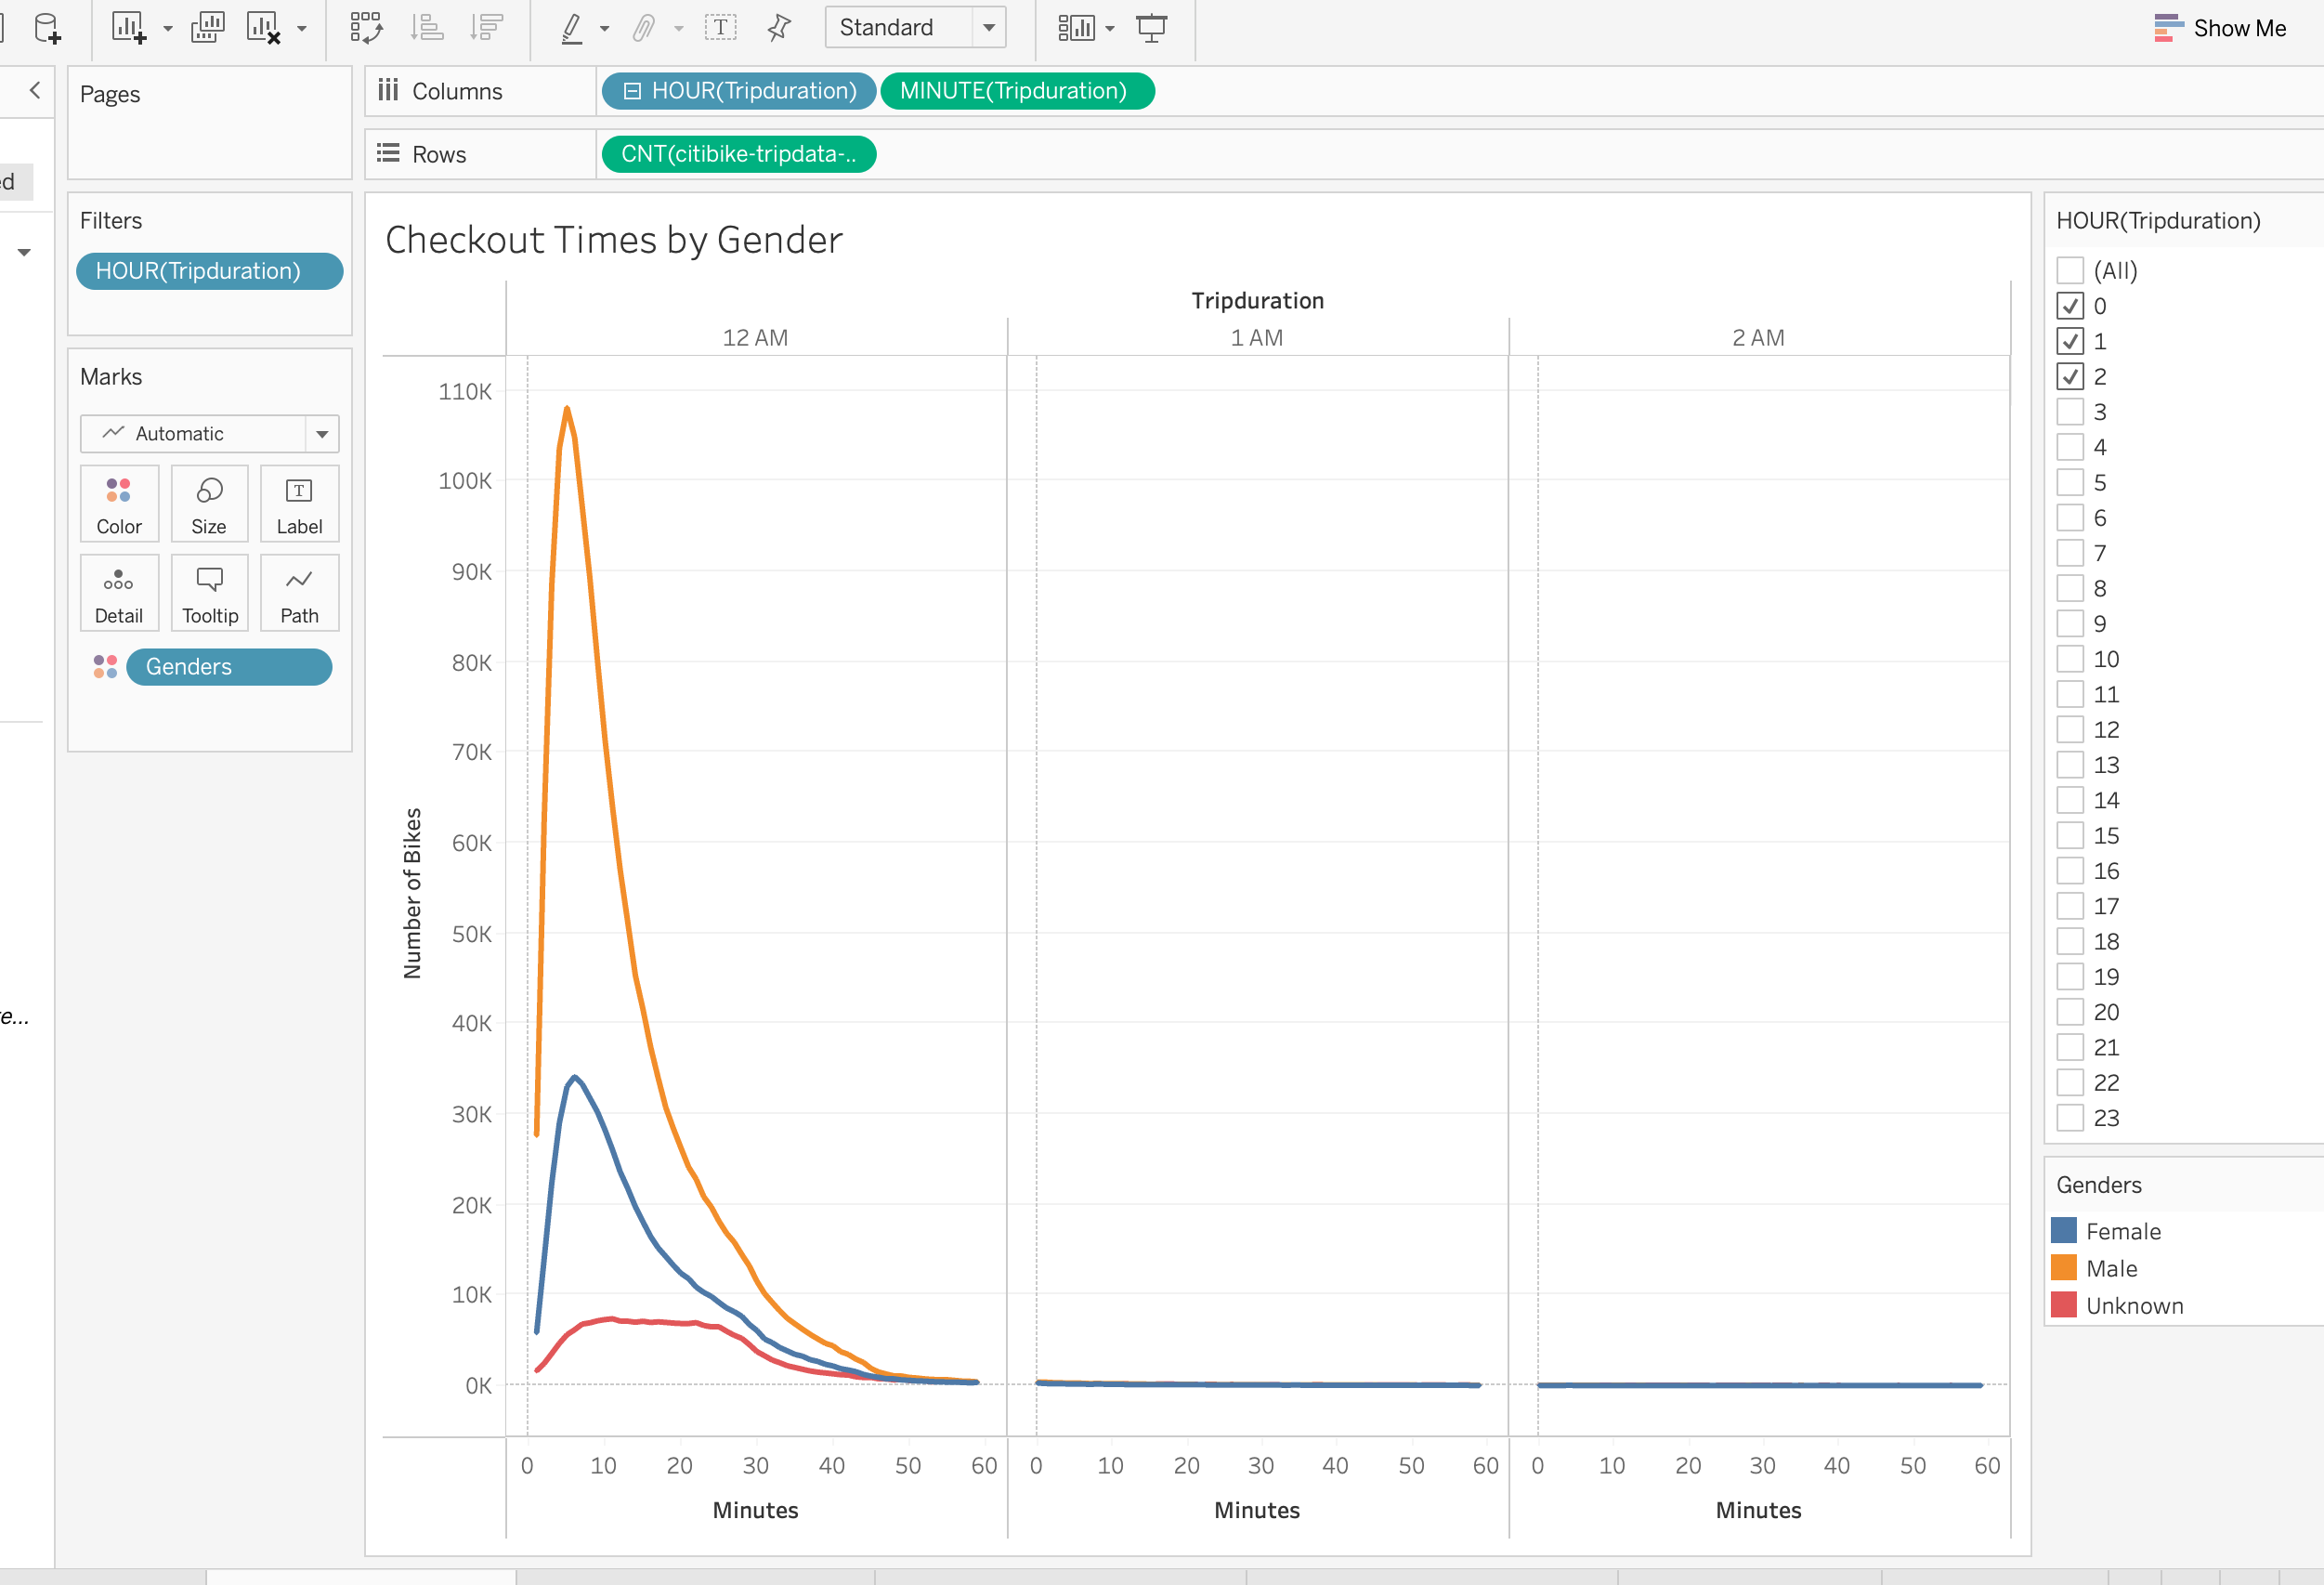 Standard
Show Me
Pages
Columns
HOUR(Tripduration)
MINUTE(Tripduration)
Rows
CNT(citibike-tripdata-..
ed
Filters
HOUR(Tripduration)
Marks
Automatic
Color
Size
T
Label
Detail
Tooltip
Path
Genders
e...
Checkout Times by Gender
Tripduration
12 AM
1 AM
2 AM
Number of Bikes
110K
100K
90K
80K
70K
60K
50K
40K
30K
20K
10K
0K
0 10 20 30 40 50 60
0 10 20 30 40 50 60
0 10 20 30 40 50 60
Minutes
Minutes
Minutes
HOUR(Tripduration)
(All)
0
1
2
3
4
5
6
7
8
9
10
11
12
13
14
15
16
17
18
19
20
21
22
23
Genders
Female
Male
Unknown